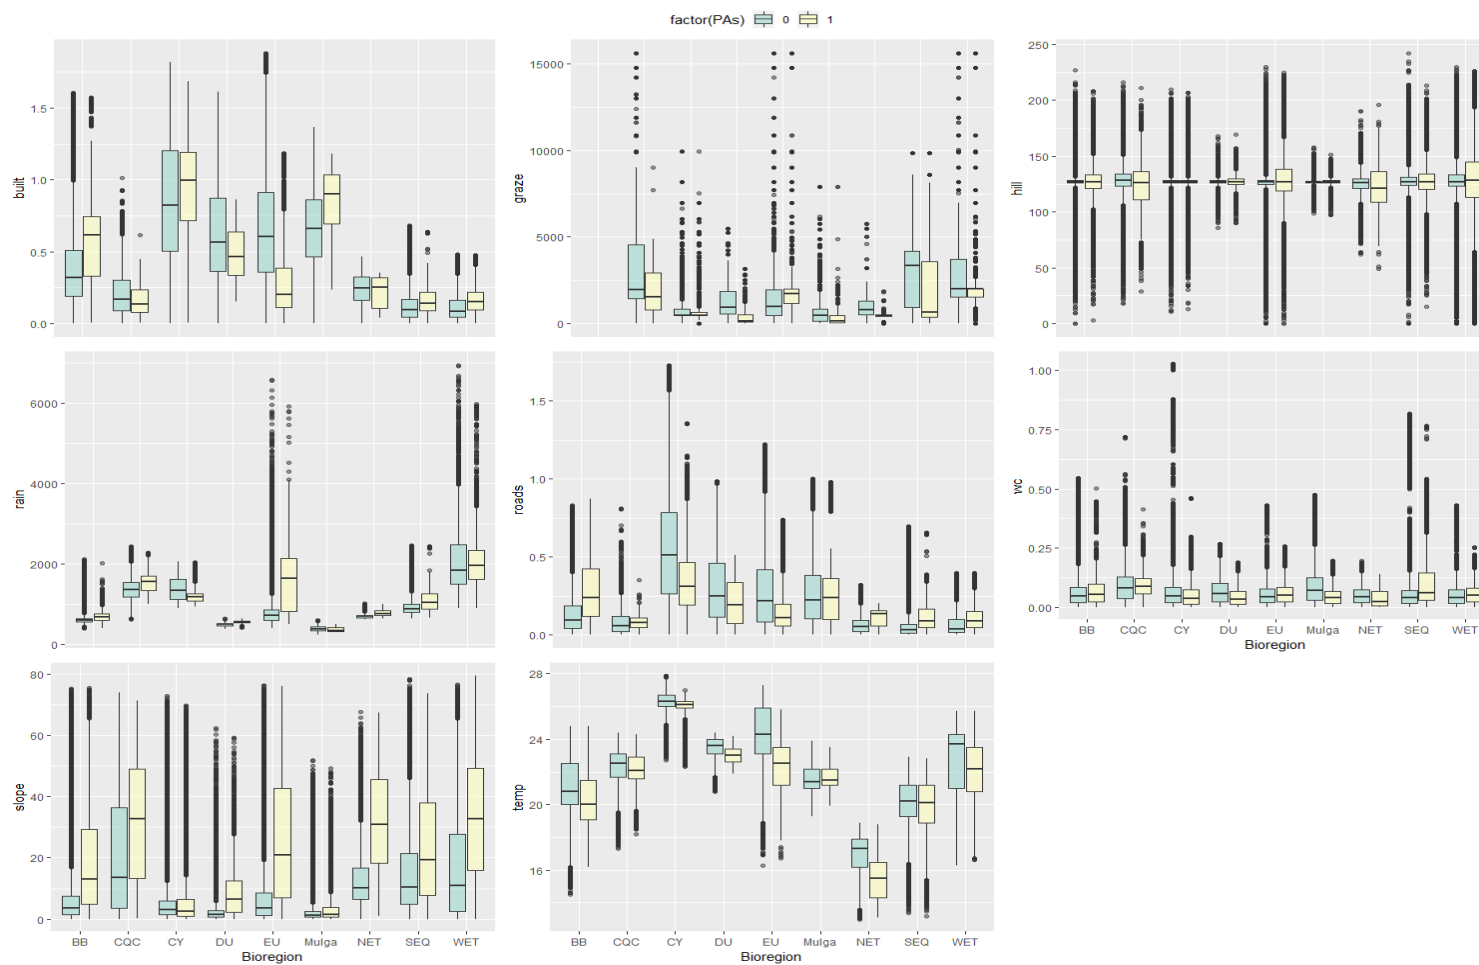 factor(PAs) 0 1
built
1.5
1.0
0.5
0.0
graze
15000
10000
5000
0
hill
250
200
150
100
50
0
rain
6000
4000
2000
0
roads
1.5
1.0
0.5
0.0
wc
1.00
0.75
0.50
0.25
0.00
BB CQC CY DU EU Mulga NET SEQ WET
Bioregion
slope
80
60
40
20
0
BB CQC CY DU EU Mulga NET SEQ WET
Bioregion
temp
28
24
20
16
BB CQC CY DU EU Mulga NET SEQ WET
Bioregion